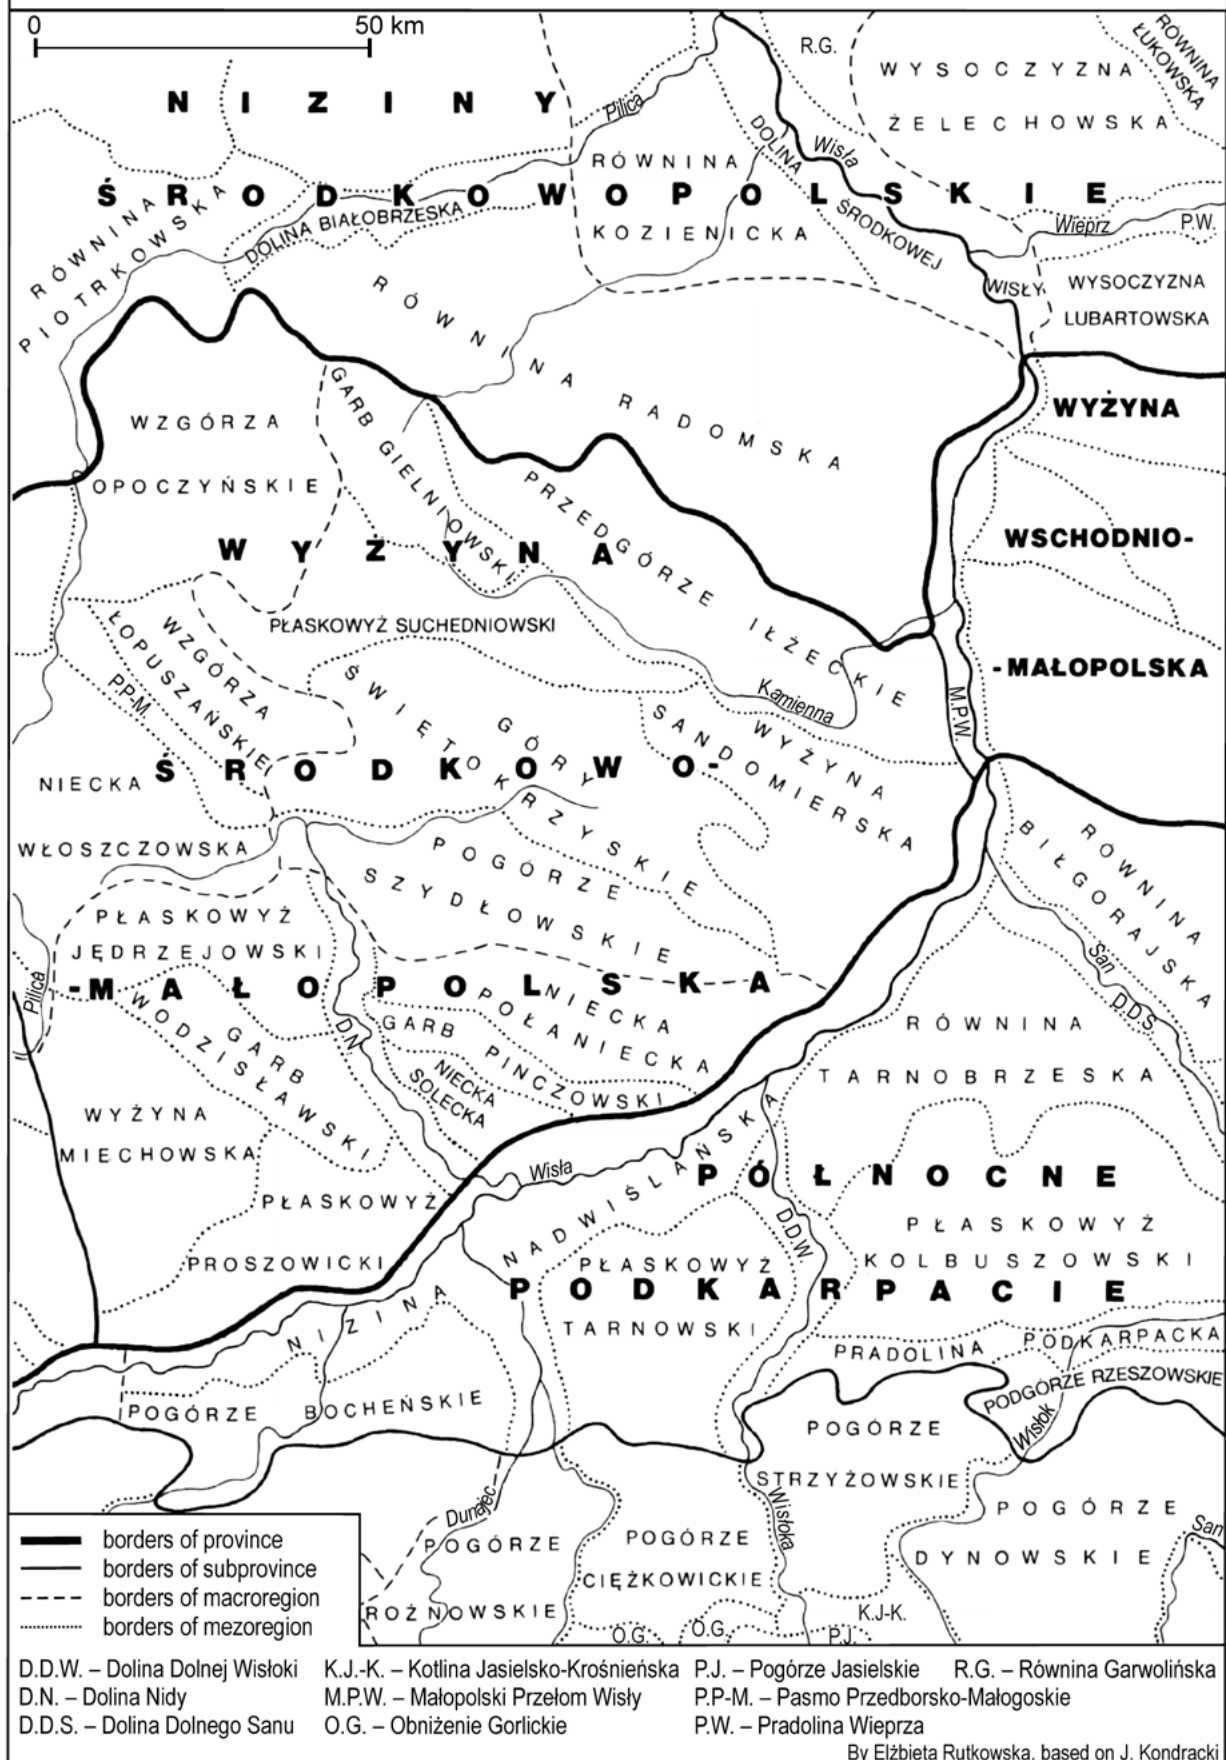 0 50 km
R.G.
WYSOCZYZNA
ŻELECHOWSKA
RÓWNINA
ŁUKOWSKA
NIZINY
Pilica
DOLINA
Wisła
RÓWNINA
KOZIENICKA
ŚRODKOWOPOLSKIE
RÓWNINA
PIOTRKOWSKA
DOLINA BIAŁOBRZESKA
ŚRODKOWEJ
WISŁY
Wieprz
P.W.
WYSOCZYZNA
LUBARTOWSKA
RÓWNINA RADOMSKA
WZGÓRZA
OPOCZYŃSKIE
GARB GIELNIOWSKI
WYŻYNA
WSCHODNIO-
-MAŁOPOLSKA
PRZEDGÓRZE IŁŻECKIE
WYŻYNA
PŁASKOWYŻ SUCHEDNIOWSKI
WZGÓRZA
ŁOPUSZAŃSKIE
P.P-M.
ŚWIĘTOKRZYSKIE
GÓRY
Kamienna
M.P.W.
WYŻYNA
SANDOMIERSKA
ŚRODKOWO-
NIECKA
WŁOSZCZOWSKA
POGÓRZE
SZYDŁOWSKIE
RÓWNINA
BIŁGORAJSKA
PŁASKOWYŻ
JĘDRZEJOWSKI
Pilica
-MAŁOPOLSKA
San
D.D.S.
NIECKA
POŁANIECKA
GARB
WODZISŁAWSKI
D.N.
GARB PINCZOWSKI
NIECKA
SOLECKA
RÓWNINA
TARNOBRZESKA
WYŻYNA
MIECHOWSKA
PŁASKOWYŻ
PROSZOWICKI
Wisła
NIZINA NADWIŚLAŃSKA
PÓŁNOCNE
PODKARPACIE
D.D.W.
PŁASKOWYŻ
KOLBUSZOWSKI
PŁASKOWYŻ
TARNOWSKI
PRADOLINA PODKARPACKA
PODGÓRZE RZESZOWSKIE
POGÓRZE BOCHEŃSKIE
POGÓRZE
STRZYŻOWSKIE
Wisłok
Dunajec
Wisłoka
POGÓRZE
ROŻNOWSKIE
POGÓRZE
CIĘŻKOWICKIE
POGÓRZE
DYNOWSKIE
San
K.J-K.
O.G.
O.G.
P.J.
borders of province
borders of subprovince
borders of macroregion
borders of mezoregion
D.D.W. – Dolina Dolnej Wisłoki K.J.-K. – Kotlina Jasielsko-Krośnieńska P.J. – Pogórze Jasielskie R.G. – Równina Garwolińska
D.N. – Dolina Nidy M.P.W. – Małopolski Przełom Wisły P.P-M. – Pasmo Przedborsko-Małogoskie
D.D.S. – Dolina Dolnego Sanu O.G. – Obniżenie Gorlickie P.W. – Pradolina Wieprza
By Elżbieta Rutkowska, based on J. Kondracki